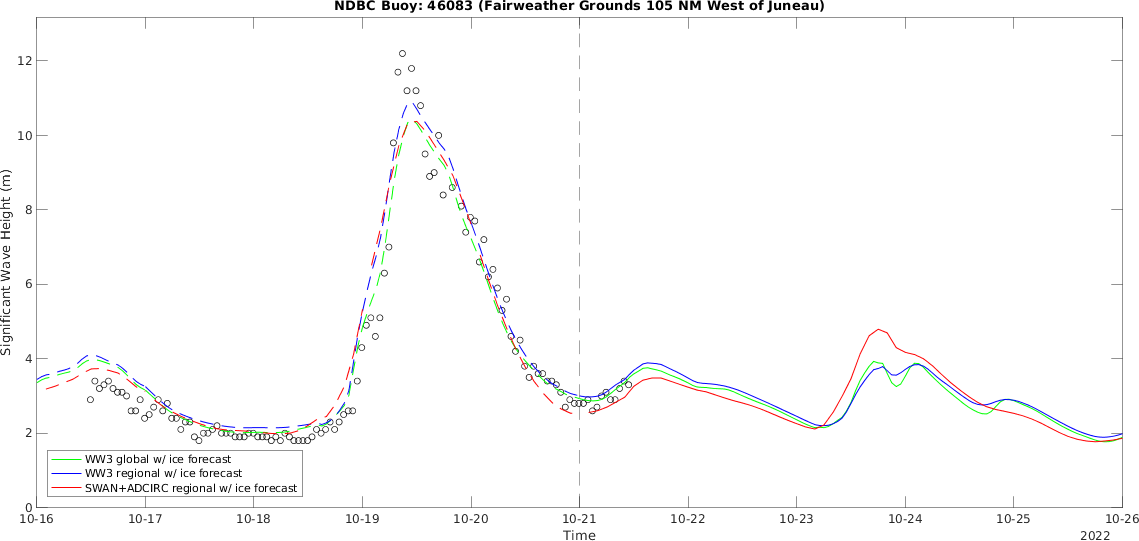 NDBC Buoy: 46083 (Fairweather Grounds 105 NM West of Juneau)
Significant Wave Height (m)
12
10
8
6
4
2
0
WW3 global w/ ice forecast
WW3 regional w/ ice forecast
SWAN+ADCIRC regional w/ ice forecast
10-16 10-17 10-18 10-19 10-20 10-21 10-22 10-23 10-24 10-25 10-26
Time
2022